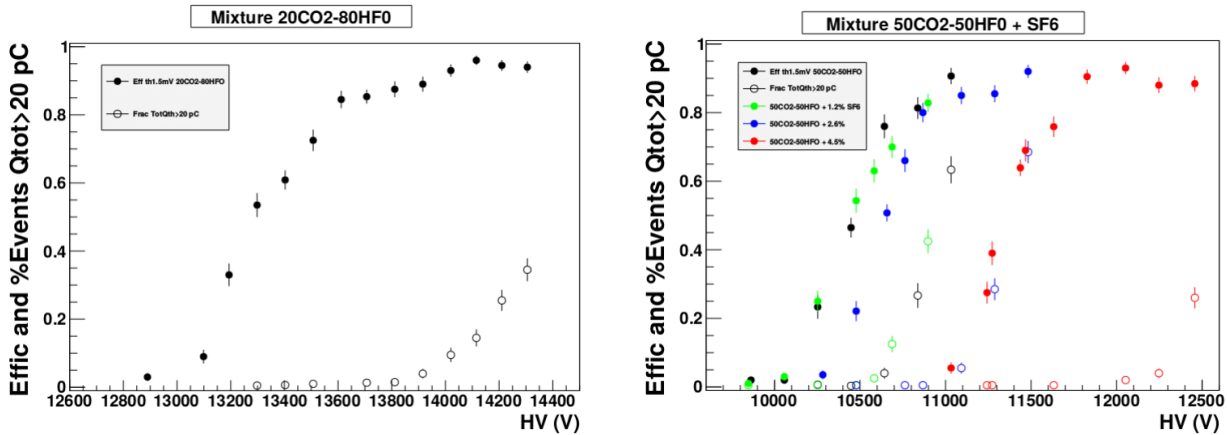 Mixture 20CO2-80HF0
Effic and %Events Qtot>20 pC
1
0.8
0.6
0.4
0.2
0
Eff th1.5mV 20CO2-80HFO
Frac TotQth>20 pC
12600 12800 13000 13200 13400 13600 13800 14000 14200 14400
HV (V)
Mixture 50CO2-50HF0 + SF6
Effic and %Events Qtot>20 pC
1
0.8
0.6
0.4
0.2
0
Eff th1.5mV 50CO2-50HFO
Frac TotQth>20 pC
50CO2-50HFO + 1.2% SF6
50CO2-50HFO + 2.6%
50CO2-50HFO + 4.5%
10000 10500 11000 11500 12000 12500
HV (V)